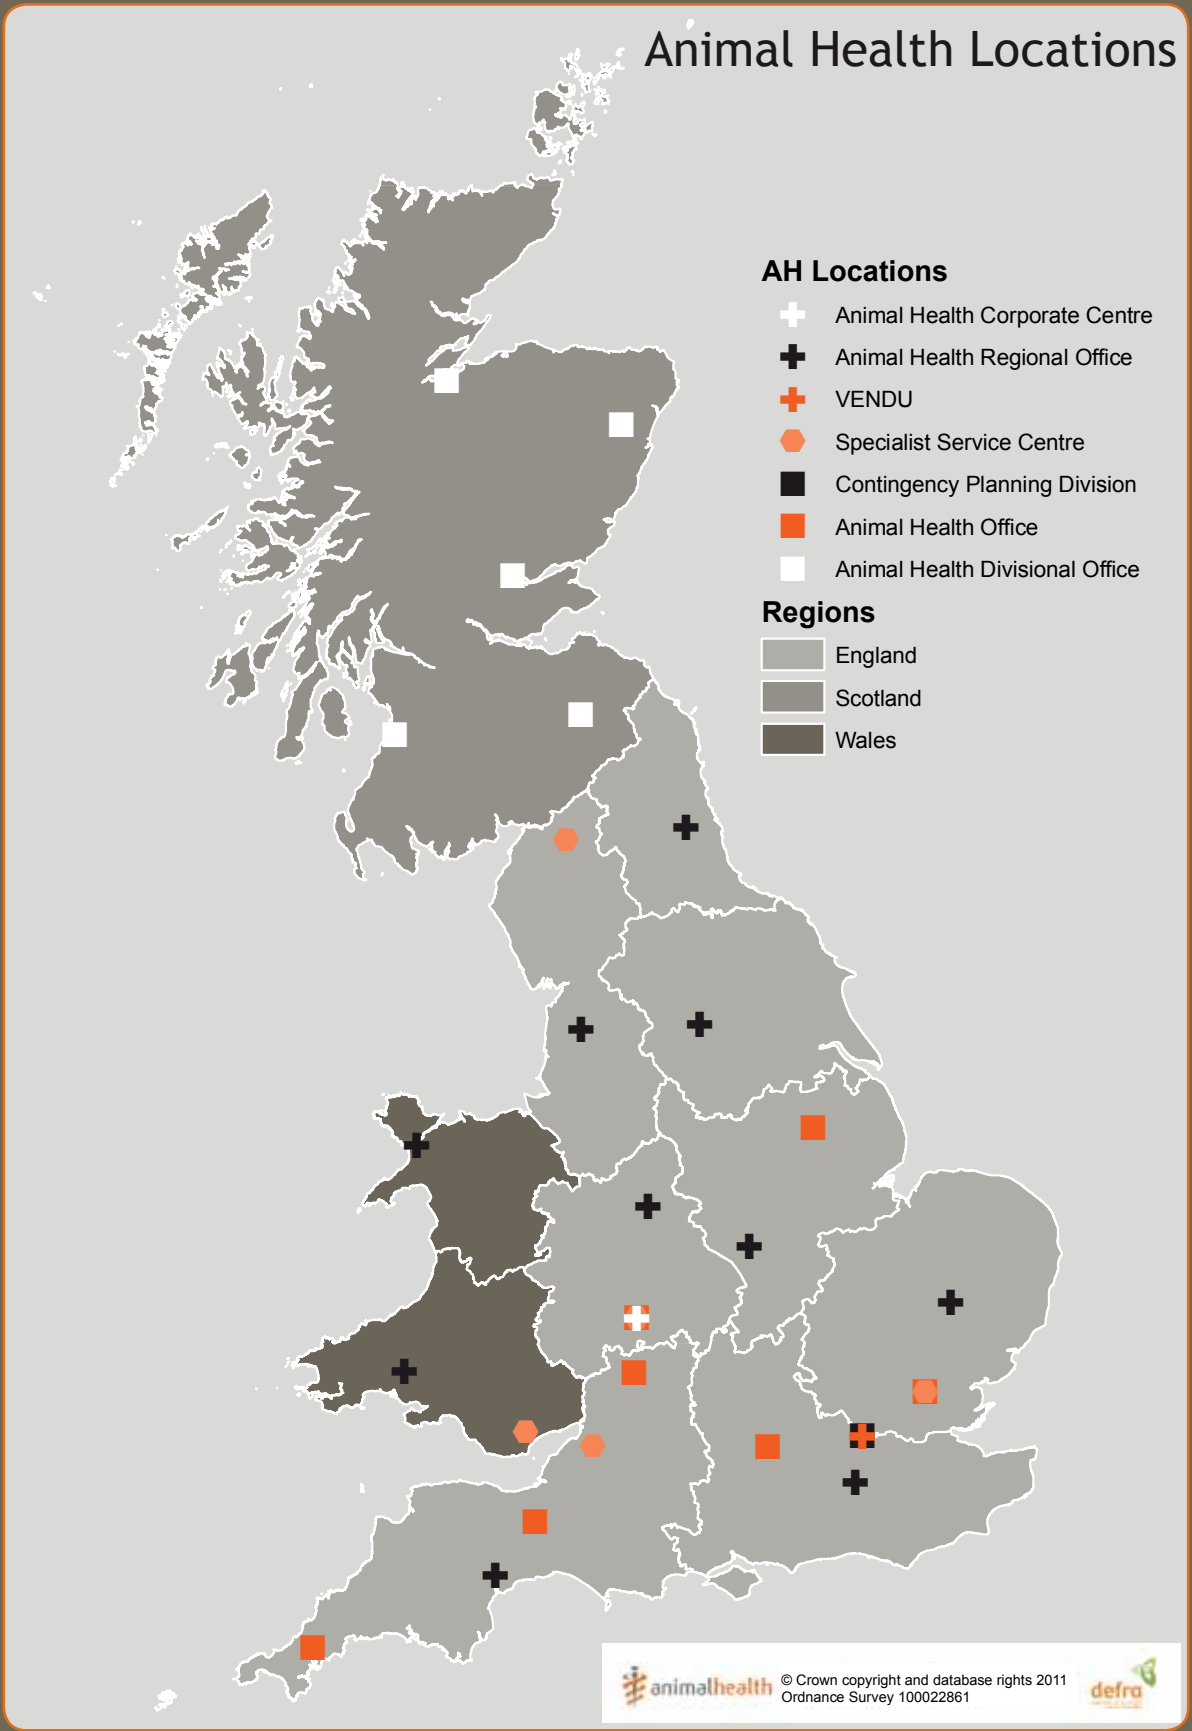 Animal Health Locations
AH Locations
Animal Health Corporate Centre
Animal Health Regional Office
VENDU
Specialist Service Centre
Contingency Planning Division
Animal Health Office
Animal Health Divisional Office
Regions
England
Scotland
Wales
animalhealth
© Crown copyright and database rights 2011
Ordnance Survey 100022861
defra